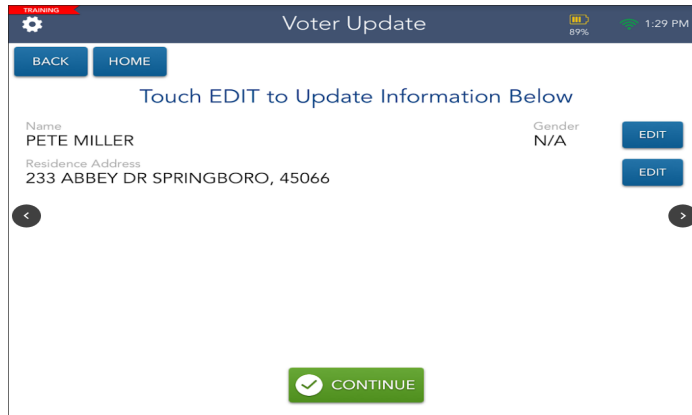 TRAINING
Voter Update
89%
1:29 PM
BACK
HOME
Touch EDIT to Update Information Below
Name
Gender
PETE MILLER
N/A
EDIT
Residence Address
233 ABBEY DR SPRINGBORO, 45066
EDIT
CONTINUE